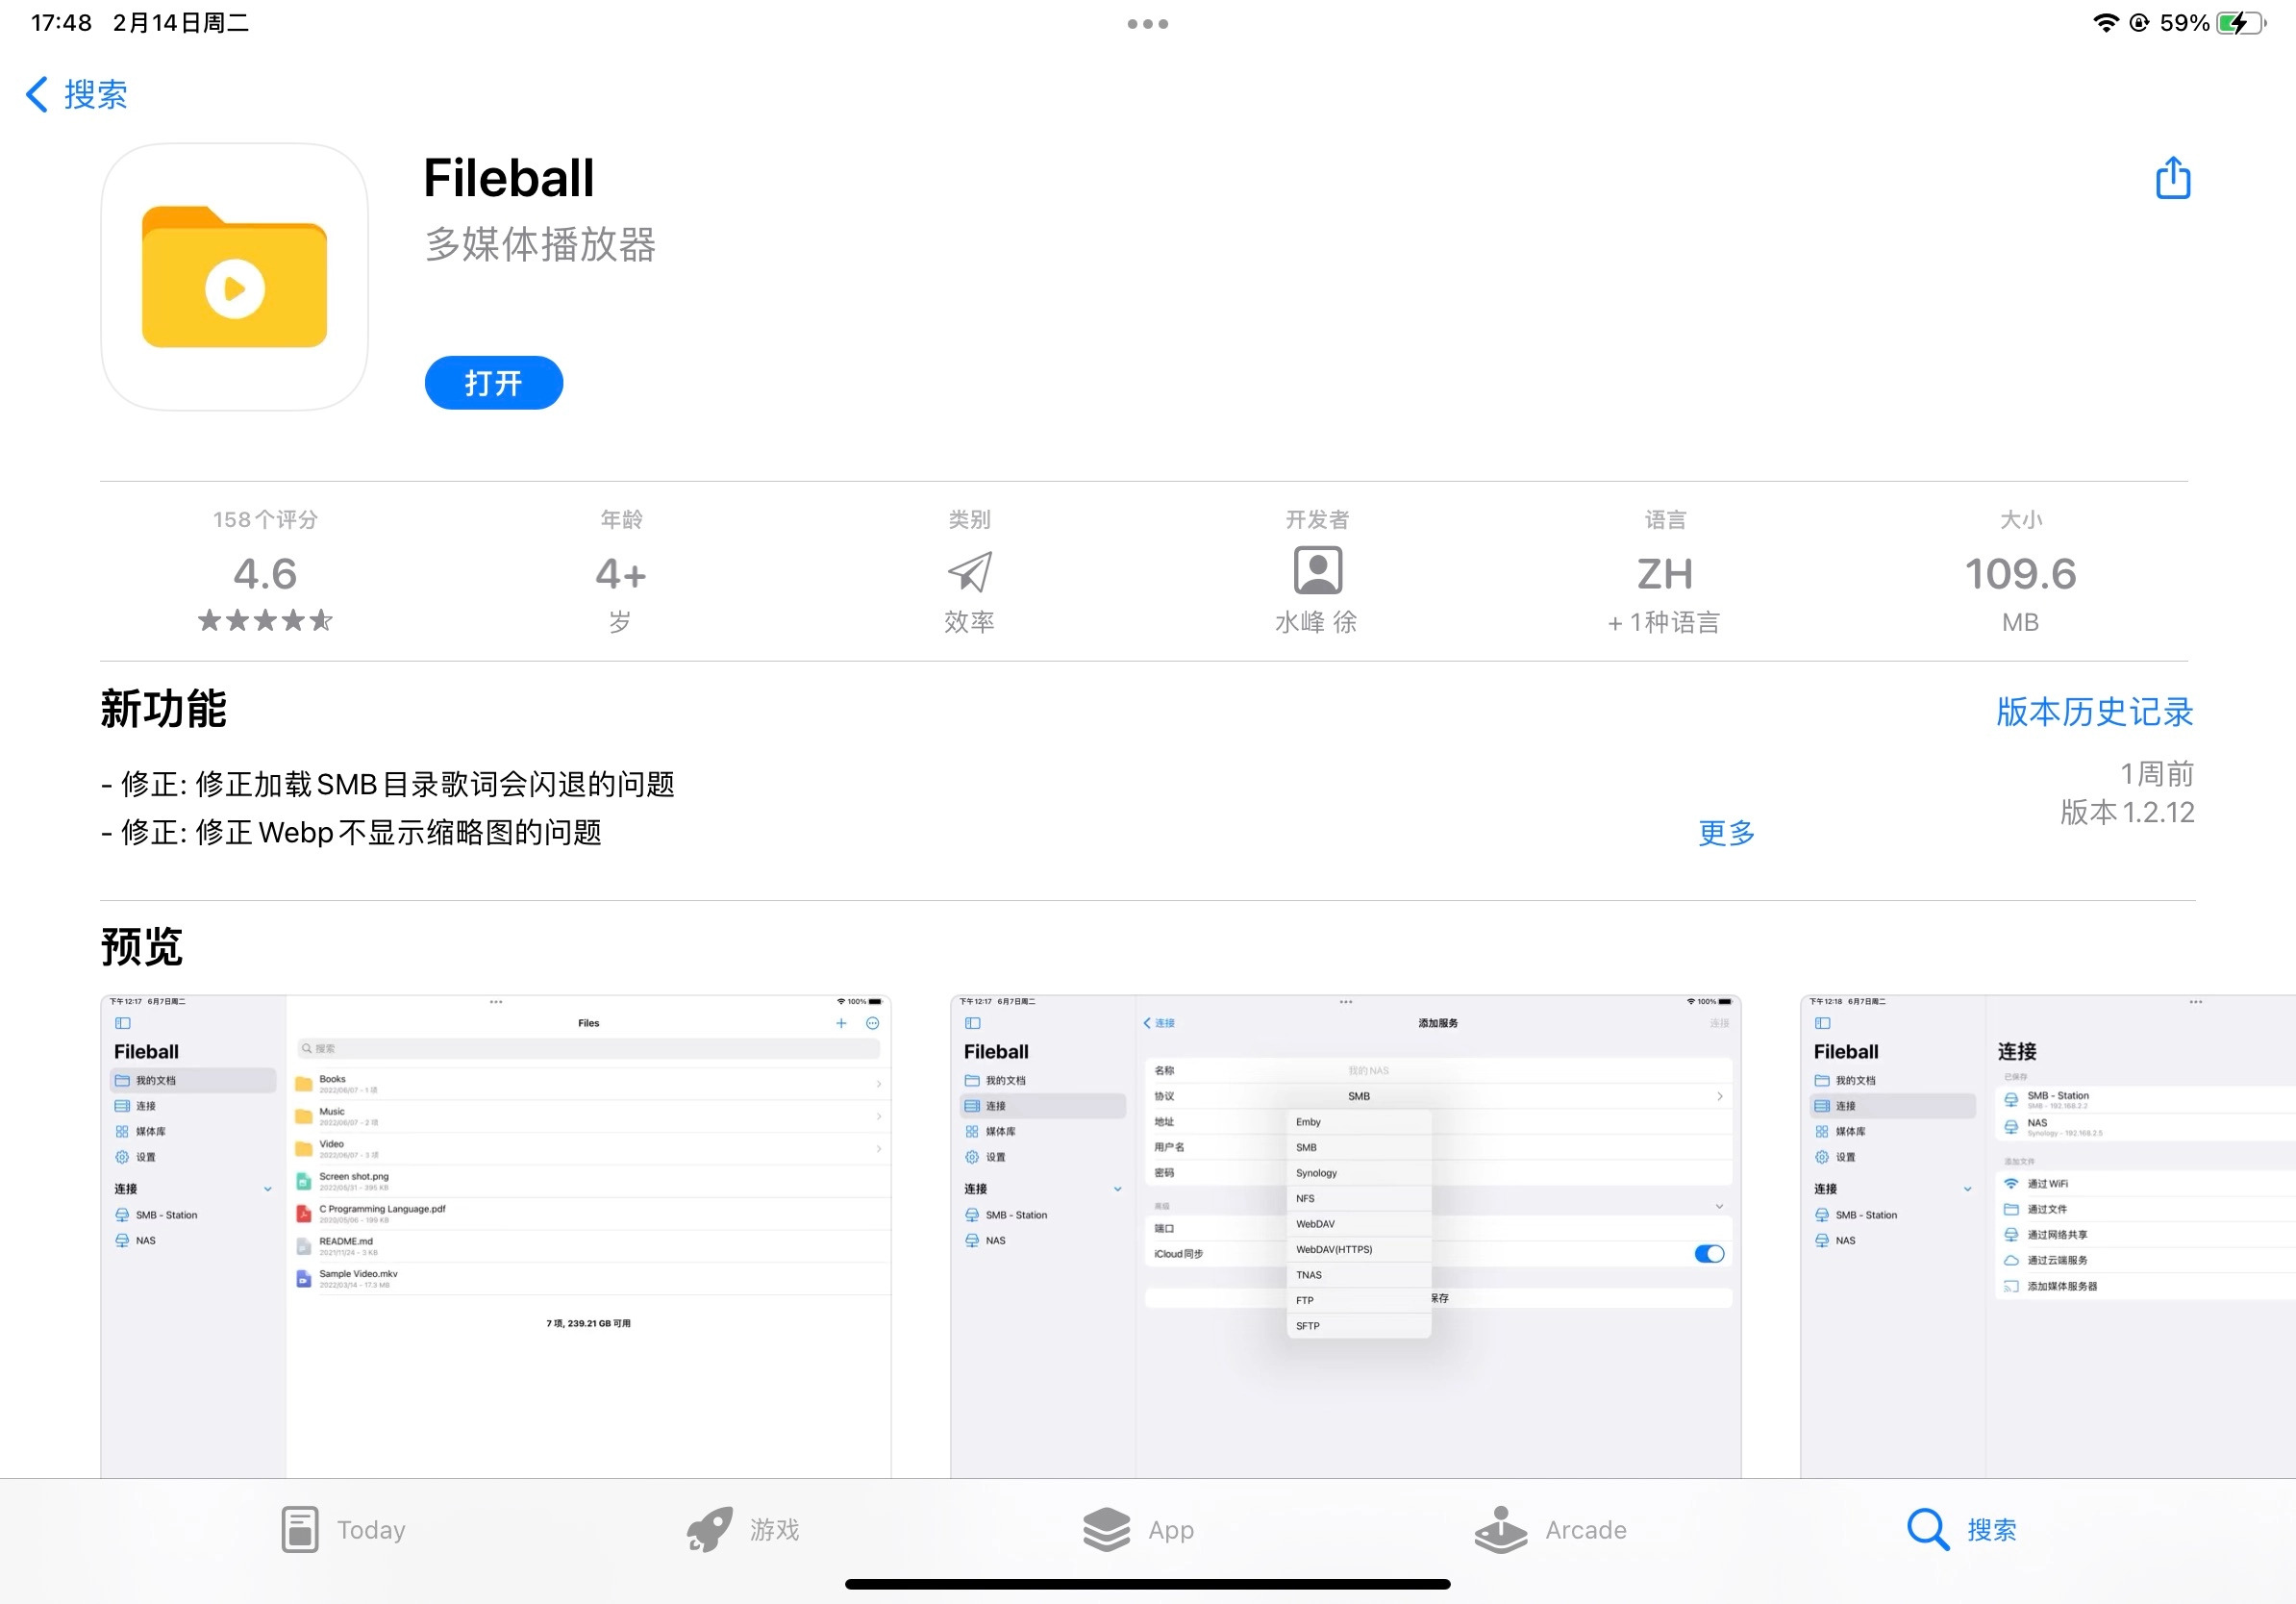 17:48 2月14日周二
59%
搜索
Fileball
多媒体播放器
打开
158个评分
4.6
年龄
4+
岁
类别
效率
开发者
水峰 徐
语言
ZH
+ 1种语言
大小
109.6
MB
新功能
版本历史记录
- 修正: 修正加载SMB目录歌词会闪退的问题
- 修正: 修正Webp不显示缩略图的问题
更多
1周前
版本1.2.12
预览
下午12:17 6月7日周二
100%
Files
Fileball
搜索
我的文档
连接
媒体库
设置
连接
SMB - Station
NAS
Books
2022/06/07 - 1 项
Music
2022/06/07 - 2 项
Video
2022/06/07 - 3 项
Screen shot.png
2022/08/31 - 395 KB
C Programming Language.pdf
2020/05/06 - 199 KB
README.md
2021/11/24 - 3 KB
Sample Video.mkv
2022/03/14 - 17.3 MB
7 项, 239.21 GB 可用
下午12:17 6月7日周二
100%
连接
添加服务
连接
Fileball
我的文档
连接
媒体库
设置
连接
SMB - Station
NAS
名称
我的 NAS
协议
SMB
地址
用户名
密码
高级
端口
iCloud同步
保存
Emby
SMB
Synology
NFS
WebDAV
WebDAV(HTTPS)
TNAS
FTP
SFTP
下午12:18 6月7日周二
Fileball
我的文档
连接
媒体库
设置
连接
SMB - Station
NAS
连接
已保存
SMB - Station
SMB - 192.168.2.2
NAS
Synology - 192.168.2.5
添加文件
通过 WiFi
通过文件
通过网络共享
通过云端服务
添加媒体服务器
Today
游戏
App
Arcade
搜索